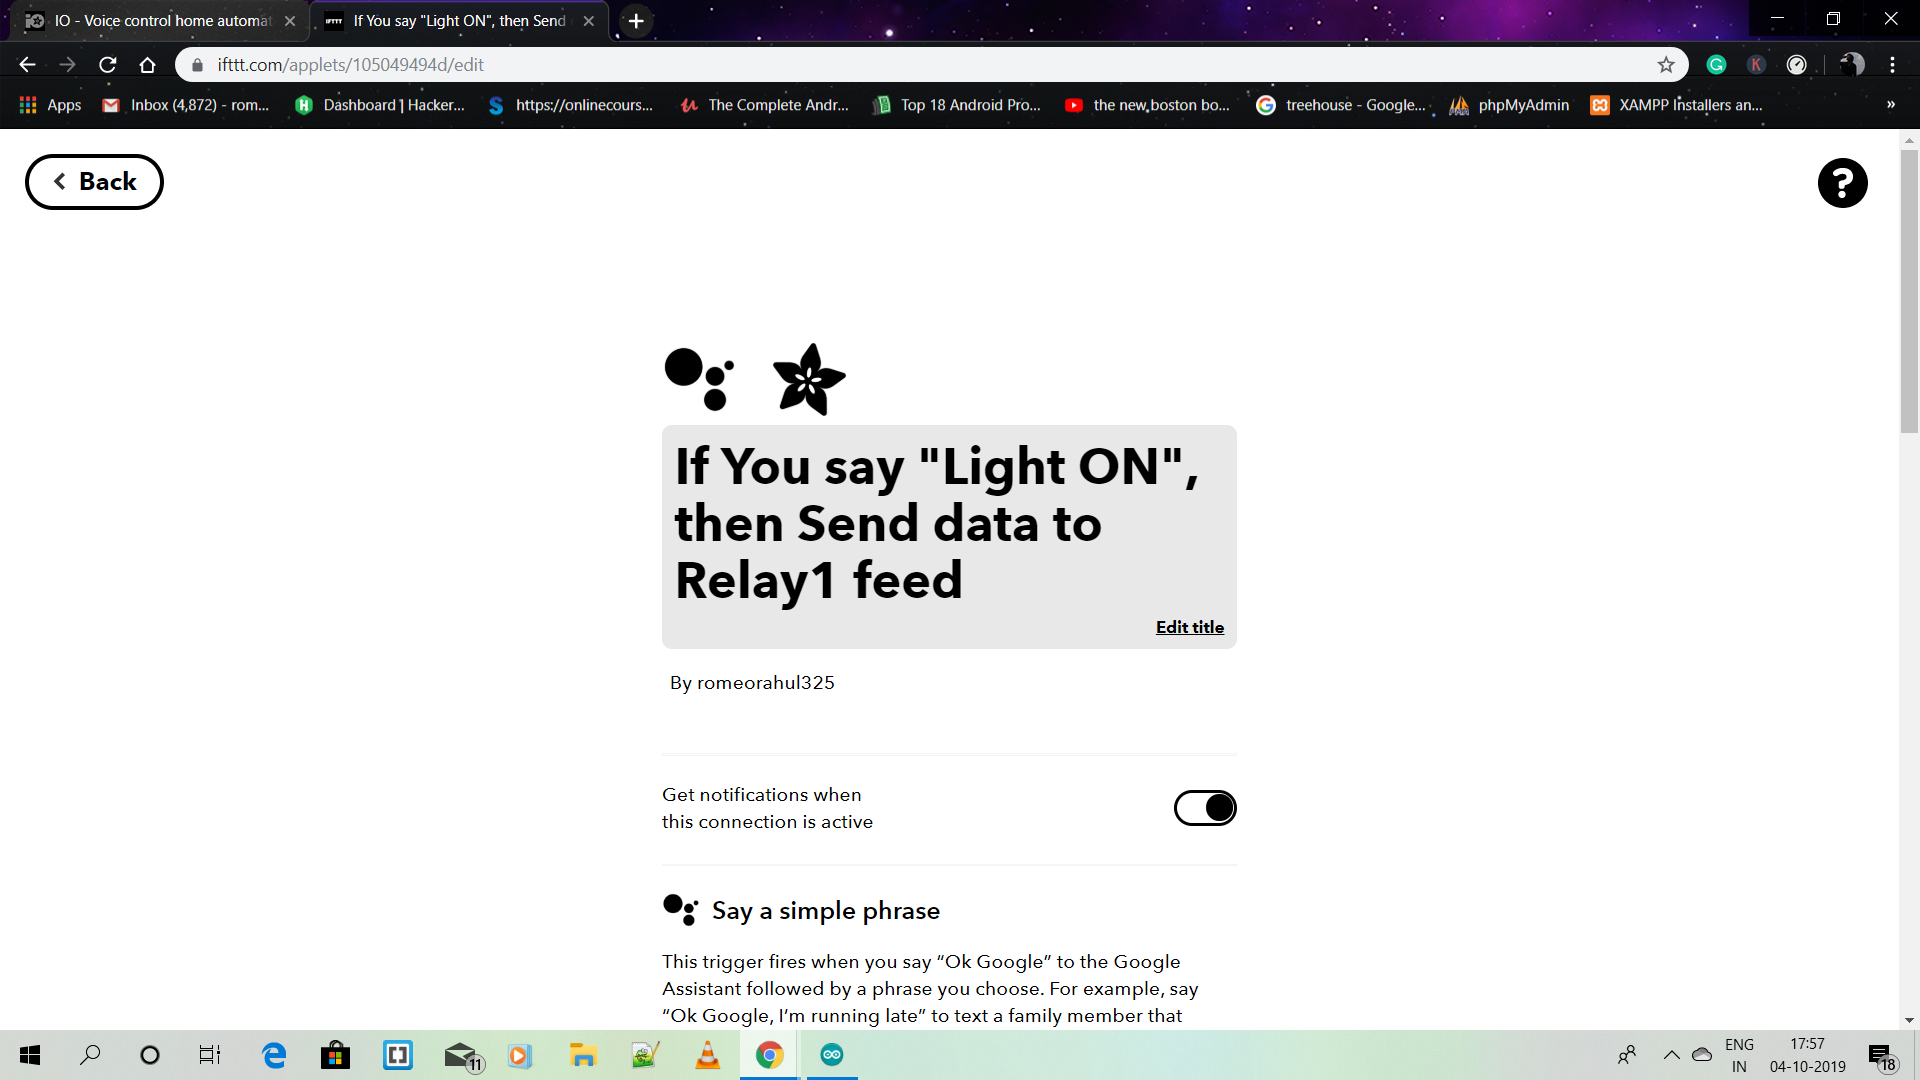 IO - Voice control home automat
IFTTT If You say "Light ON", then Send
ifttt.com/applets/105049494d/edit
Apps Inbox (4,872) - rom... Dashboard | Hacker... https://onlinecours... The Complete Andr... Top 18 Android Pro... the new boston bo... treehouse - Google... phpMyAdmin XAMPP Installers an... »
Back
?
If You say "Light ON",
then Send data to
Relay1 feed
Edit title
By romeorahul325
Get notifications when
this connection is active
Say a simple phrase
This trigger fires when you say “Ok Google” to the Google
Assistant followed by a phrase you choose. For example, say
“Ok Google, I’m running late” to text a family member that
11
ENG
IN
17:57
04-10-2019
18